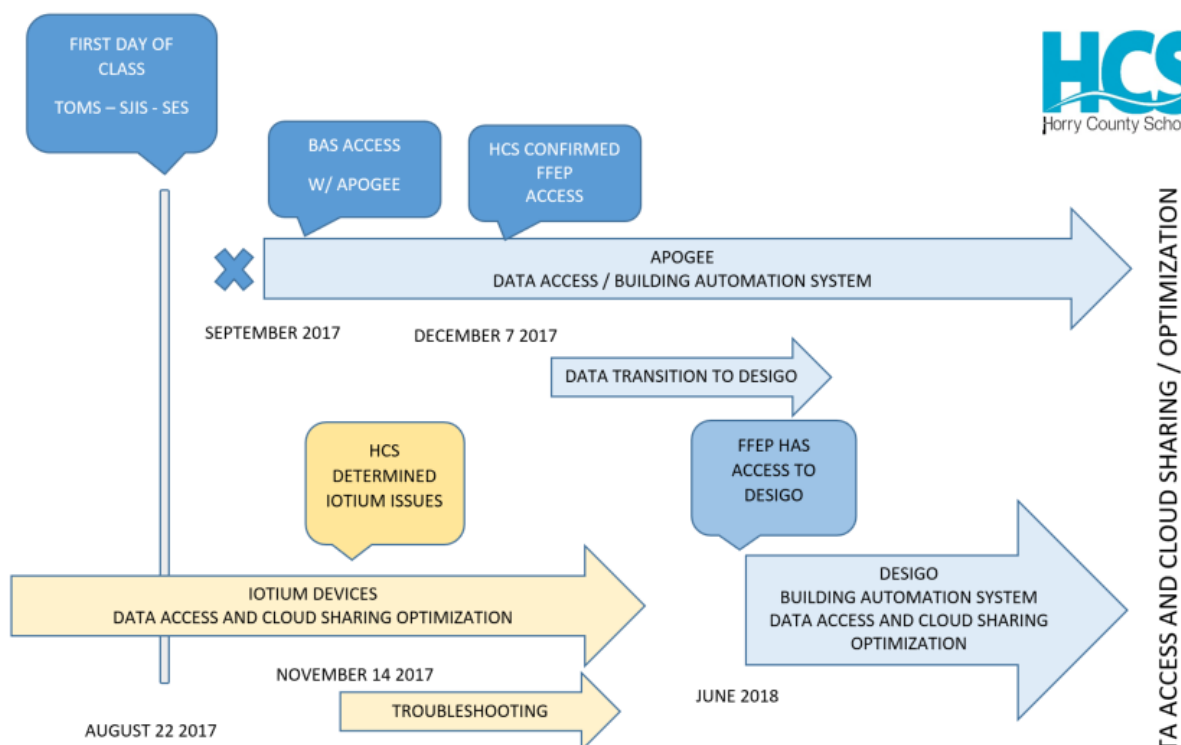 FIRST DAY OF
CLASS
TOMS – SJIS - SES
HCS
Horry County Schoo
BAS ACCESS
W/ APOGEE
HCS CONFIRMED
FFEP
ACCESS
APOGEE
DATA ACCESS / BUILDING AUTOMATION SYSTEM
SEPTEMBER 2017
DECEMBER 7 2017
DATA TRANSITION TO DESIGO
HCS
DETERMINED
IOTIUM ISSUES
FFEP HAS
ACCESS TO
DESIGO
IOTIUM DEVICES
DATA ACCESS AND CLOUD SHARING OPTIMIZATION
DESIGO
BUILDING AUTOMATION SYSTEM
DATA ACCESS AND CLOUD SHARING
OPTIMIZATION
NOVEMBER 14 2017
JUNE 2018
TROUBLESHOOTING
AUGUST 22 2017
TA ACCESS AND CLOUD SHARING / OPTIMIZATION